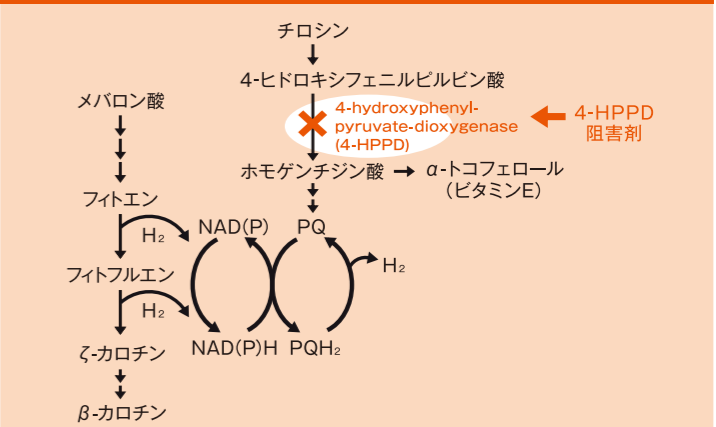 チロシン
4-ヒドロキシフェニルピルビン酸
4-hydroxyphenyl-
pyruvate-dioxygenase
(4-HPPD)
4-HPPD
阻害剤
メバロン酸
ホモゲンチジン酸
α-トコフェロール
(ビタミンE)
フィトエン
H₂
NAD(P)
PQ
H₂
フィトフルエン
H₂
ζ-カロチン
NAD(P)H
PQH₂
β-カロチン